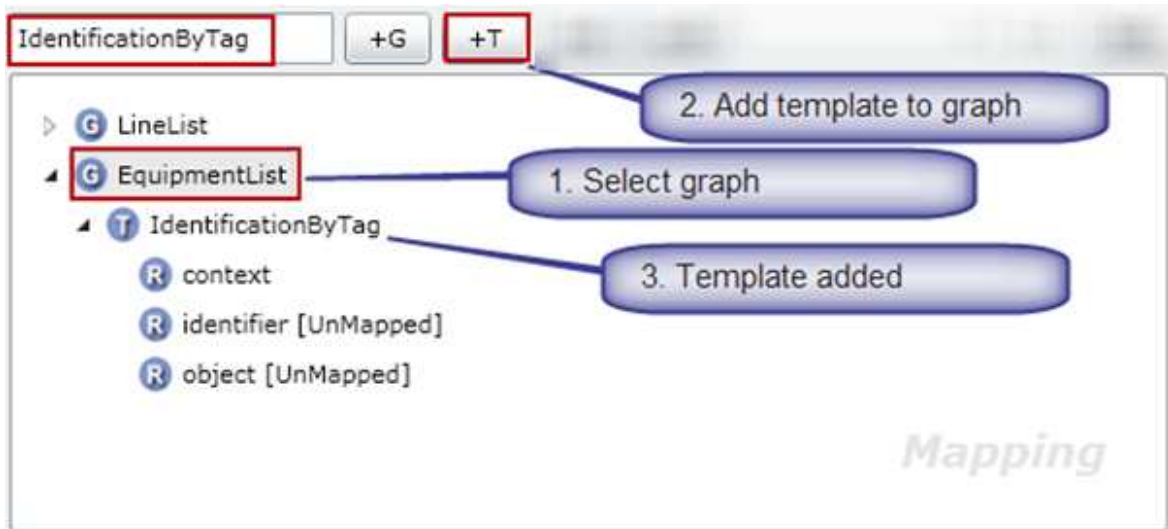 IdentificationByTag +G +T
2. Add template to graph
G LineList
G EquipmentList
1. Select graph
T IdentificationByTag
3. Template added
R context
R identifier [UnMapped]
R object [UnMapped]
Mapping